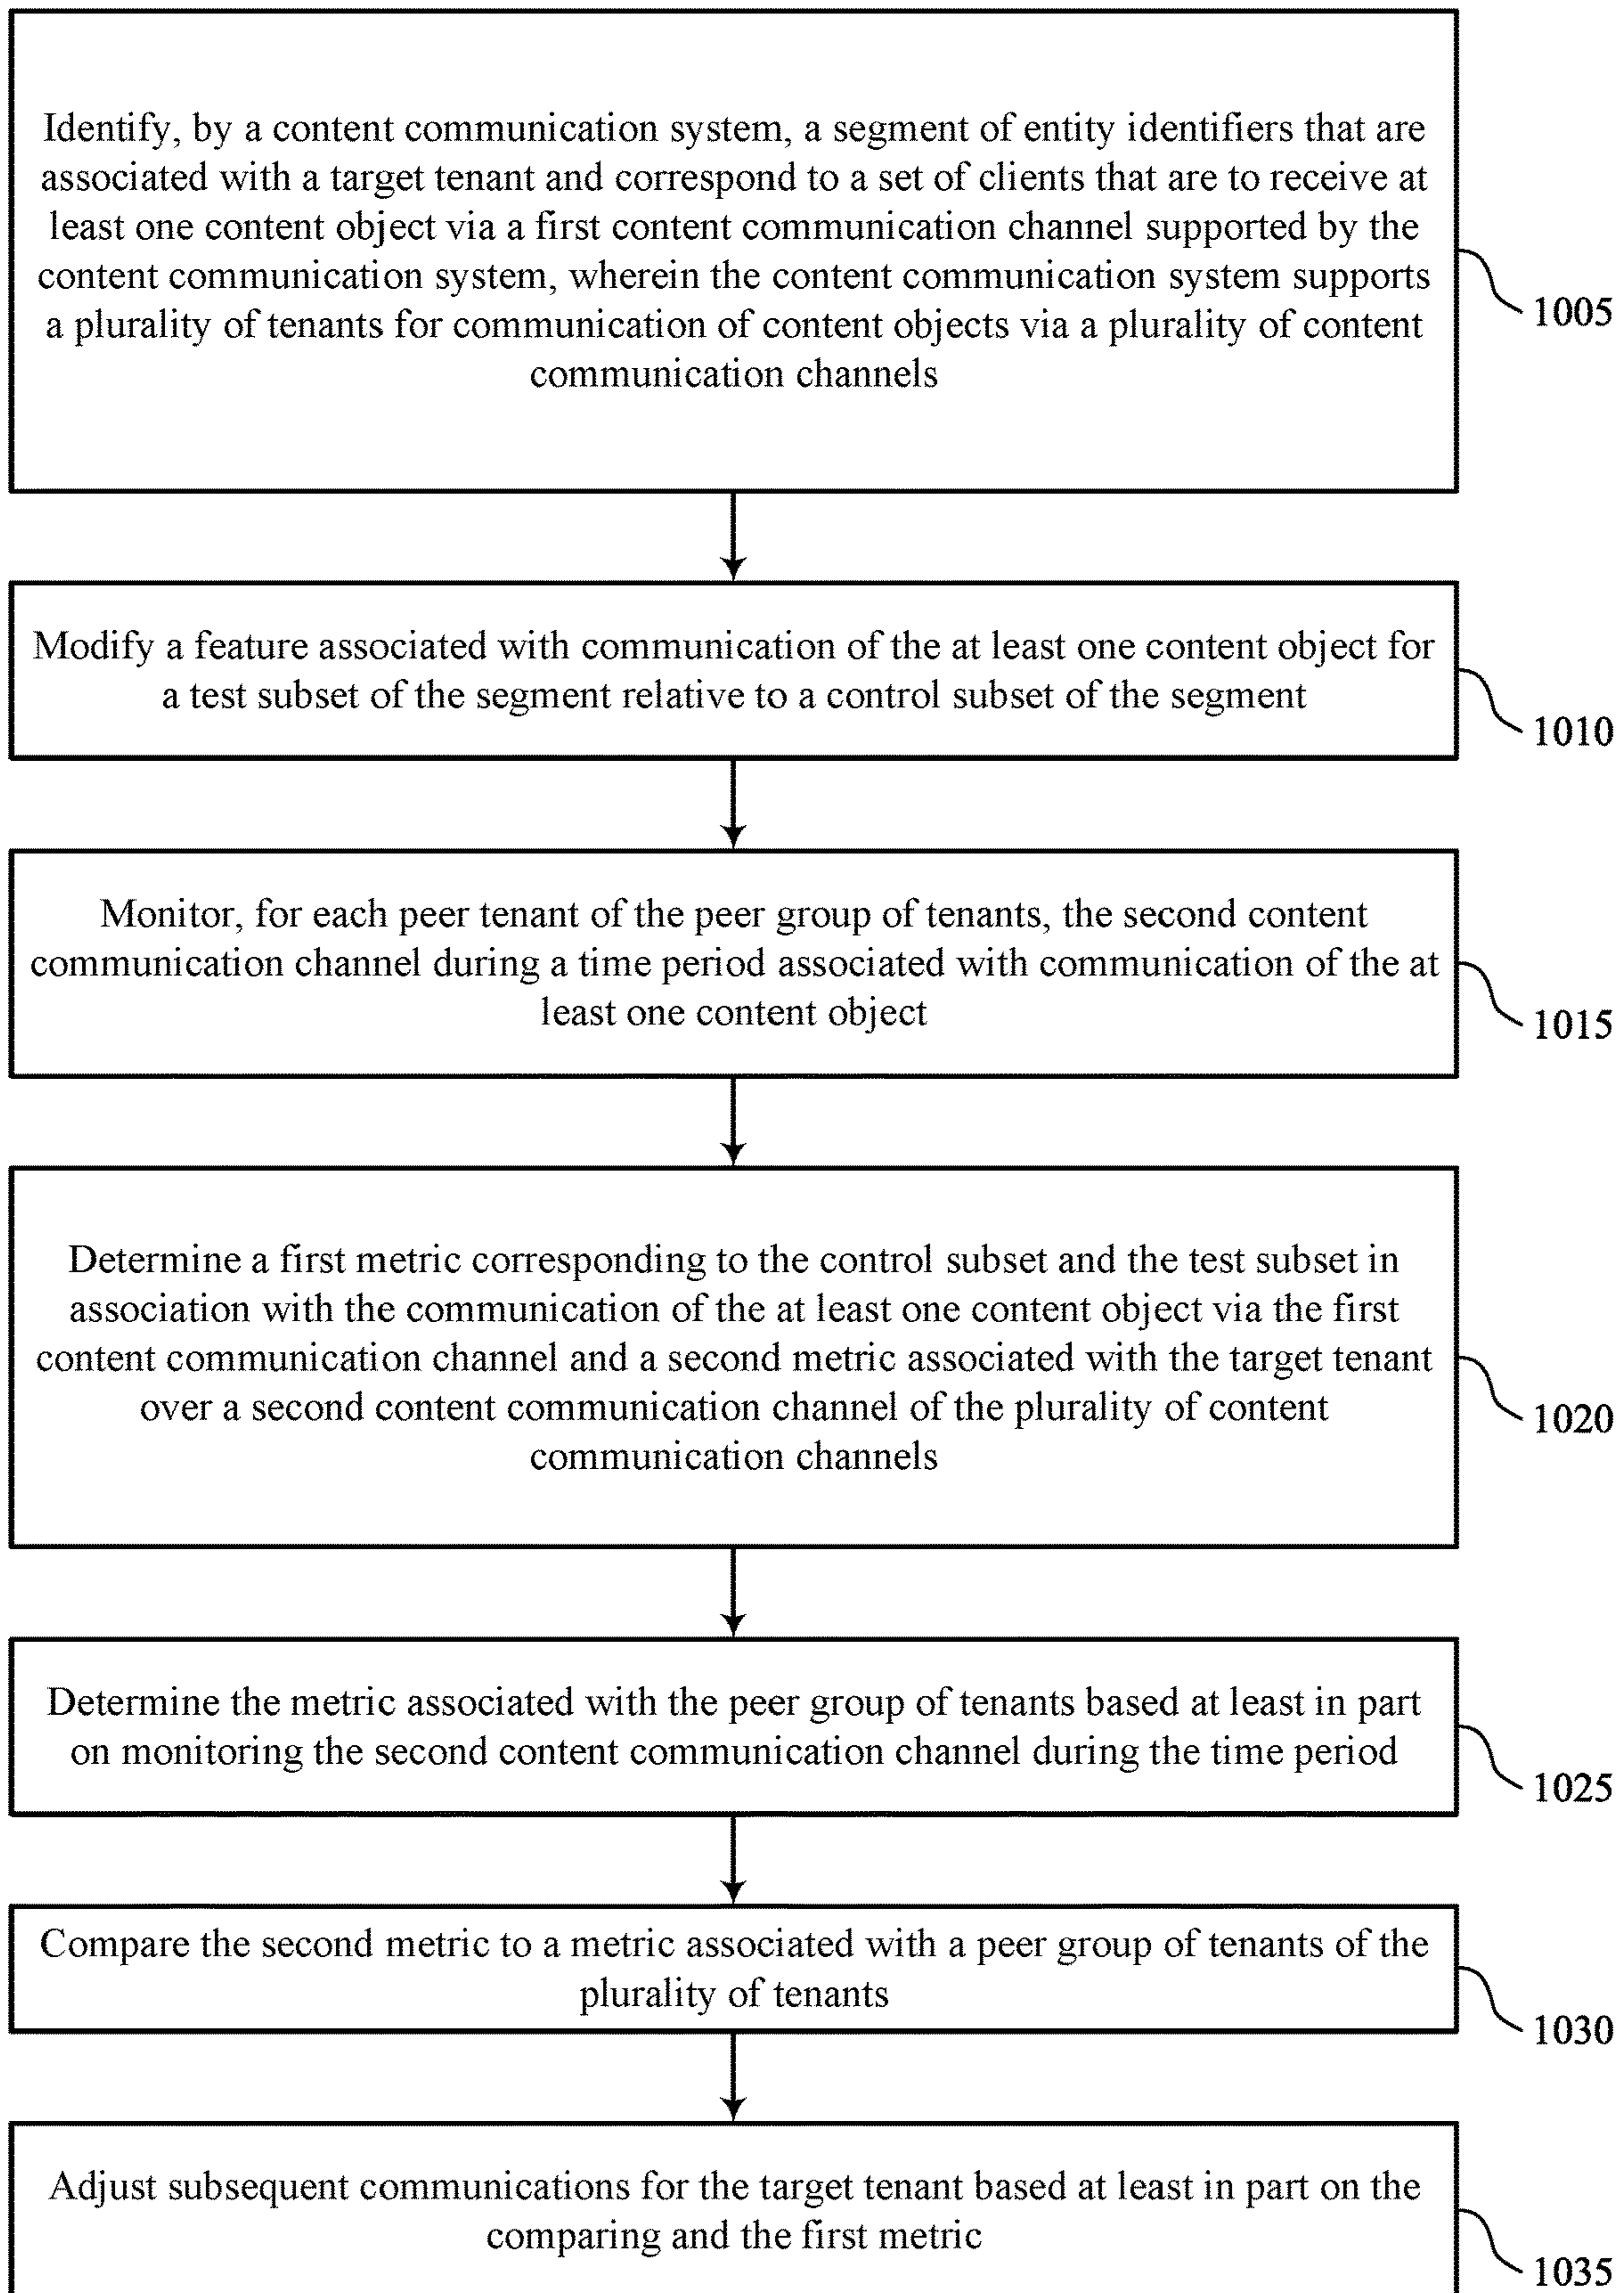 Identify, by a content communication system, a segment of entity identifiers that are
associated with a target tenant and correspond to a set of clients that are to receive at
least one content object via a first content communication channel supported by the
content communication system, wherein the content communication system supports
a plurality of tenants for communication of content objects via a plurality of content
communication channels
1005
Modify a feature associated with communication of the at least one content object for
a test subset of the segment relative to a control subset of the segment
1010
Monitor, for each peer tenant of the peer group of tenants, the second content
communication channel during a time period associated with communication of the at
least one content object
1015
Determine a first metric corresponding to the control subset and the test subset in
association with the communication of the at least one content object via the first
content communication channel and a second metric associated with the target tenant
over a second content communication channel of the plurality of content
communication channels
1020
Determine the metric associated with the peer group of tenants based at least in part
on monitoring the second content communication channel during the time period
1025
Compare the second metric to a metric associated with a peer group of tenants of the
plurality of tenants
1030
Adjust subsequent communications for the target tenant based at least in part on the
comparing and the first metric
1035